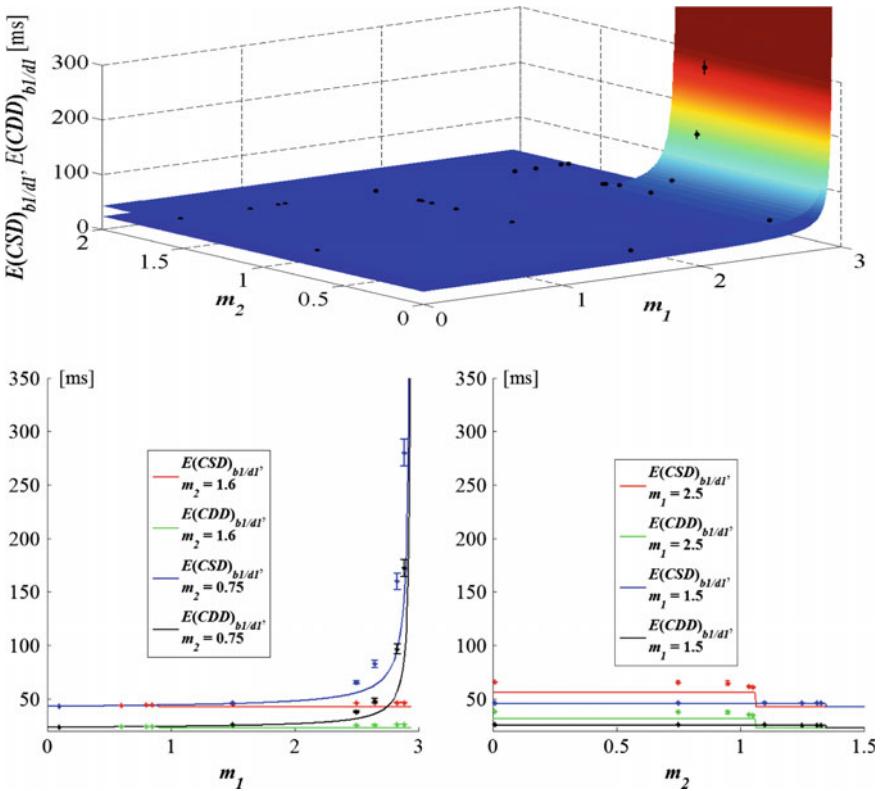 E(CSD)b1/d1, E(CDD)b1/d1 [ms]
300
200
100
0
2
1.5
1
0.5
0
m2
0
1
2
3
m1
[ms]
350
300
250
200
150
100
50
0
1
2
3
m1
E(CSD)b1/d1,
m2 = 1.6
E(CDD)b1/d1,
m2 = 1.6
E(CSD)b1/d1,
m2 = 0.75
E(CDD)b1/d1,
m2 = 0.75
[ms]
350
300
250
200
150
100
50
0
0.5
1
1.5
m2
E(CSD)b1/d1,
m1 = 2.5
E(CDD)b1/d1,
m1 = 2.5
E(CSD)b1/d1,
m1 = 1.5
E(CDD)b1/d1,
m1 = 1.5